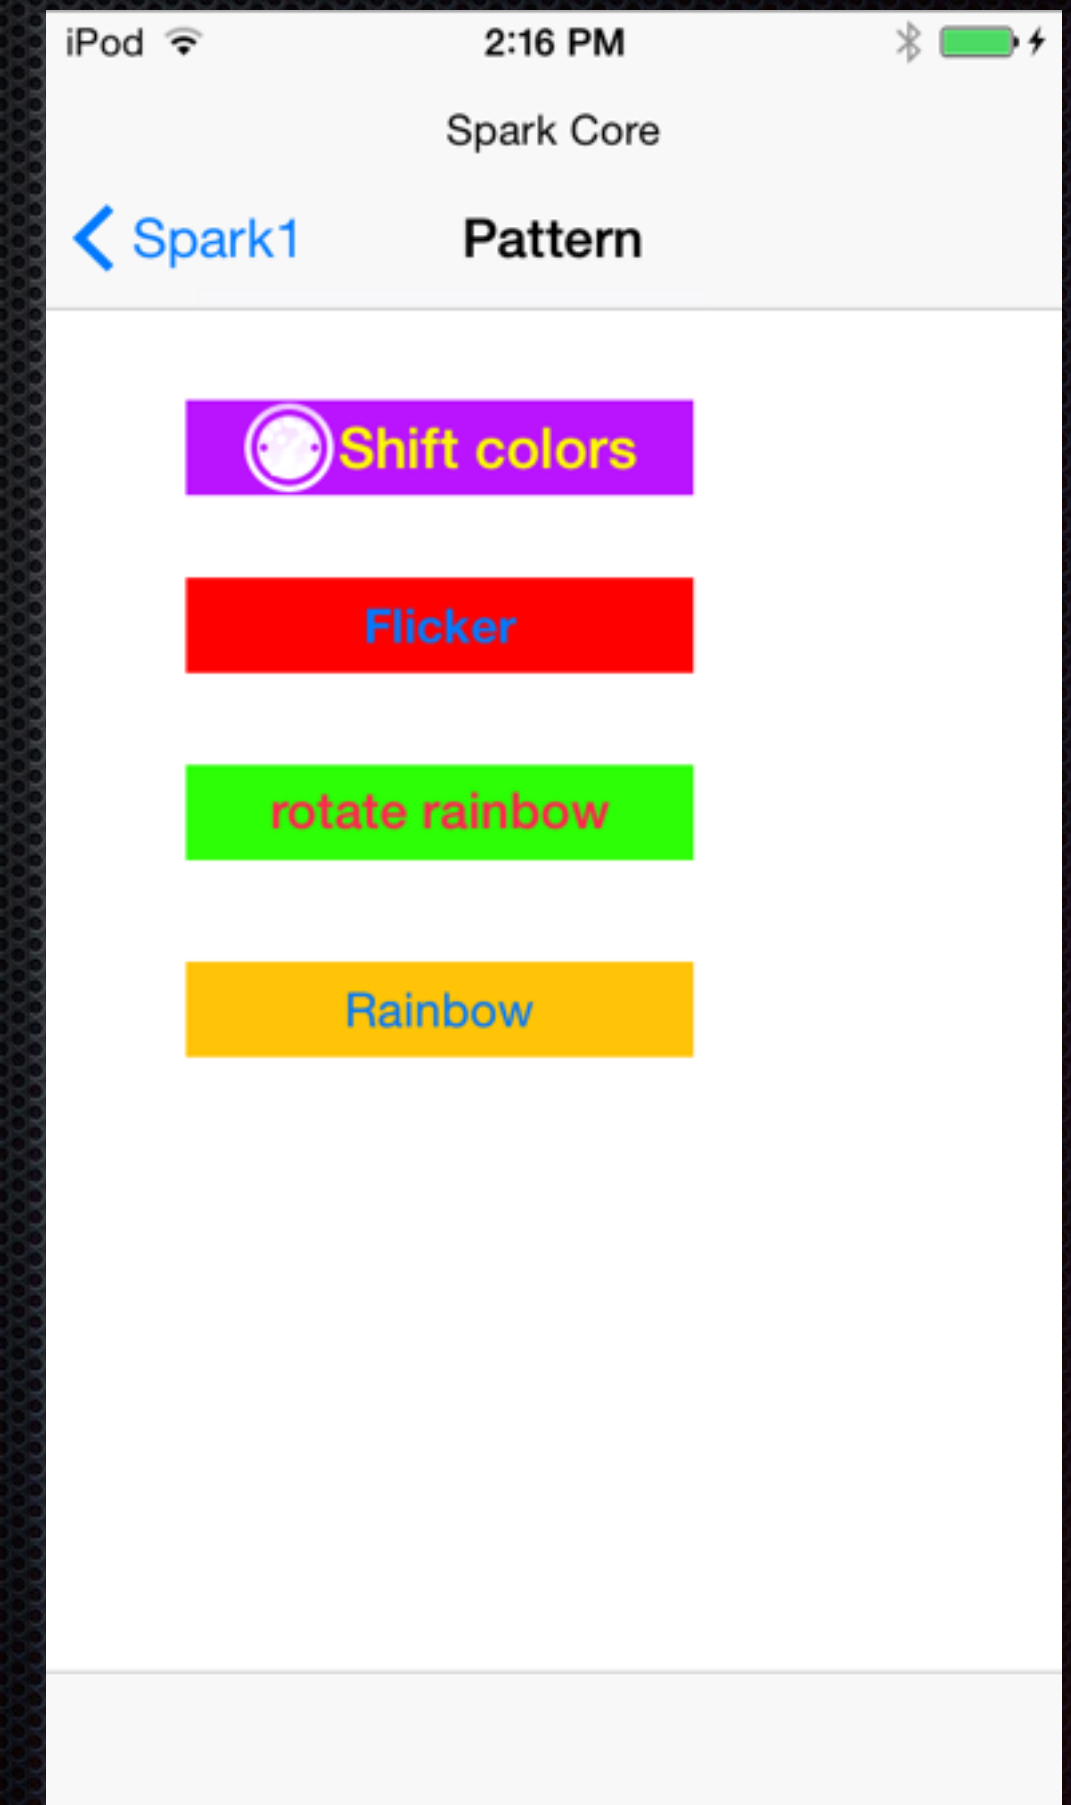 iPod 2:16 PM
Spark Core
Spark1 Pattern
Shift colors
Flicker
rotate rainbow
Rainbow